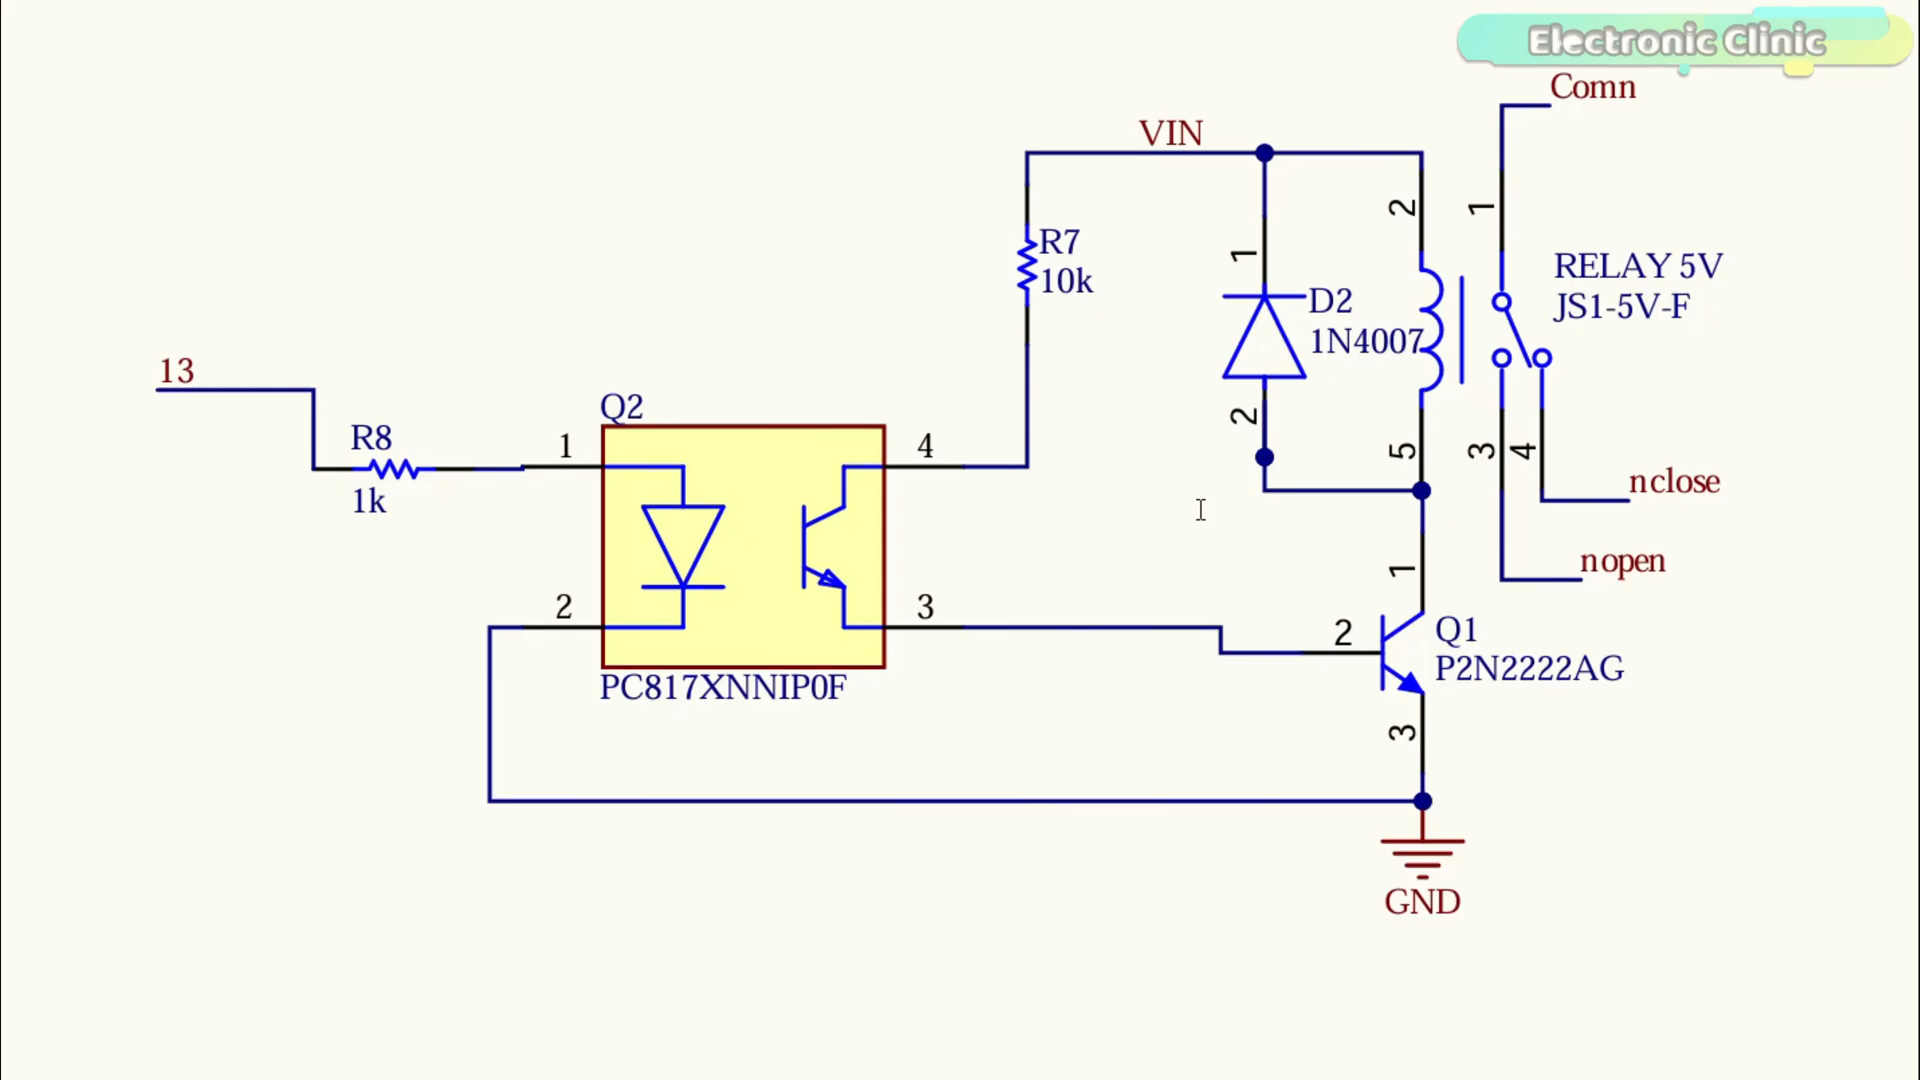 Electronic Clinic
Comn
VIN
2
1
R7
10k
1
RELAY 5V
JS1-5V-F
D2
1N4007
13
Q2
2
R8
1
4
5
3
4
1k
nclose
nopen
1
2
3
2
Q1
P2N2222AG
PC817XNNIP0F
3
GND